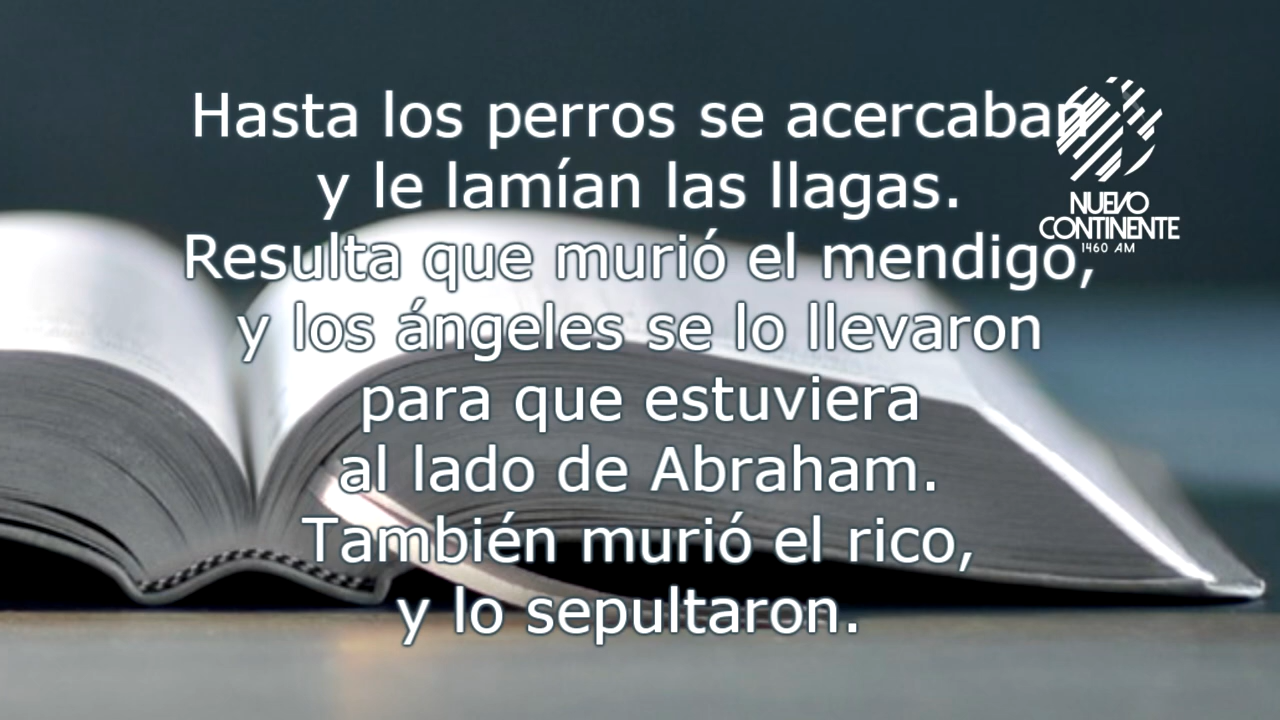 Hasta los perros se acercaban
y le lamían las llagas.
Resulta que murió el mendigo,
y los ángeles se lo llevaron
para que estuviera
al lado de Abraham.
También murió el rico,
y lo sepultaron.
NUEVO
CONTINENTE
1460 AM